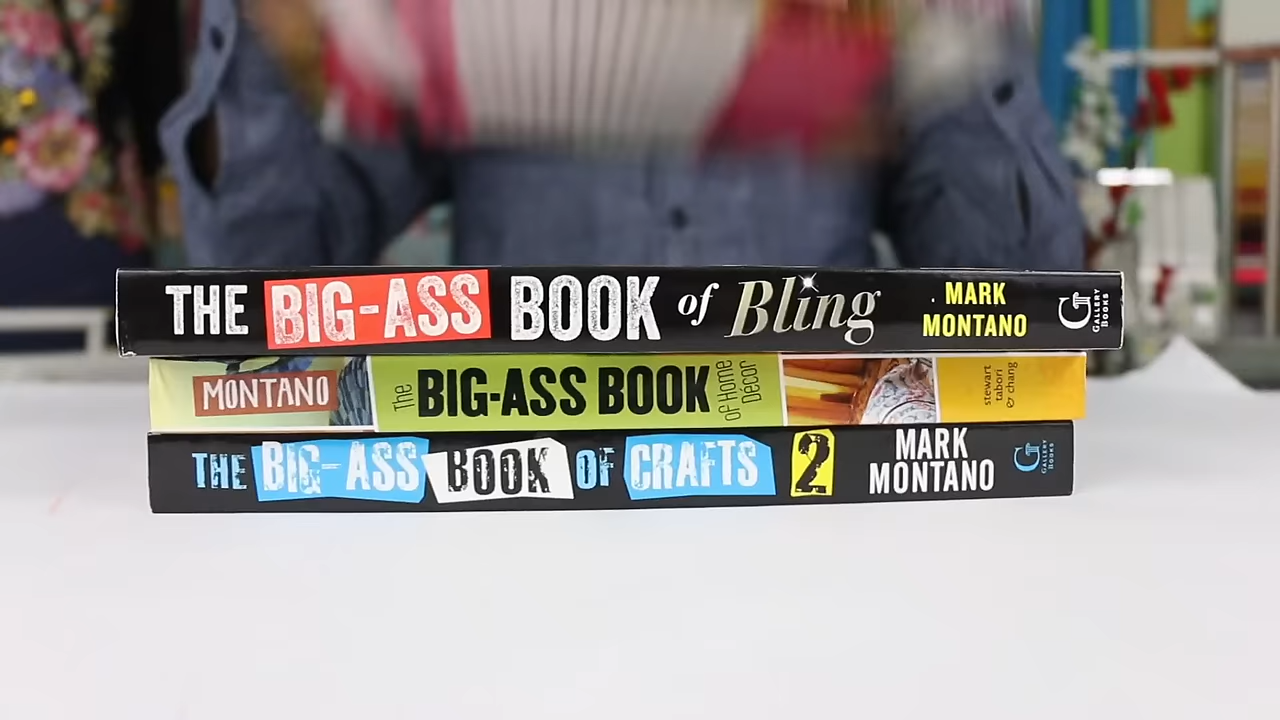 THE BIG-ASS BOOK of Bling MARK MONTANO GALLERY BOOKS
MONTANO The BIG-ASS BOOK of Home Decor stewart tabori & chang
THE BIG-ASS BOOK OF CRAFTS 2 MARK MONTANO GALLERY BOOKS